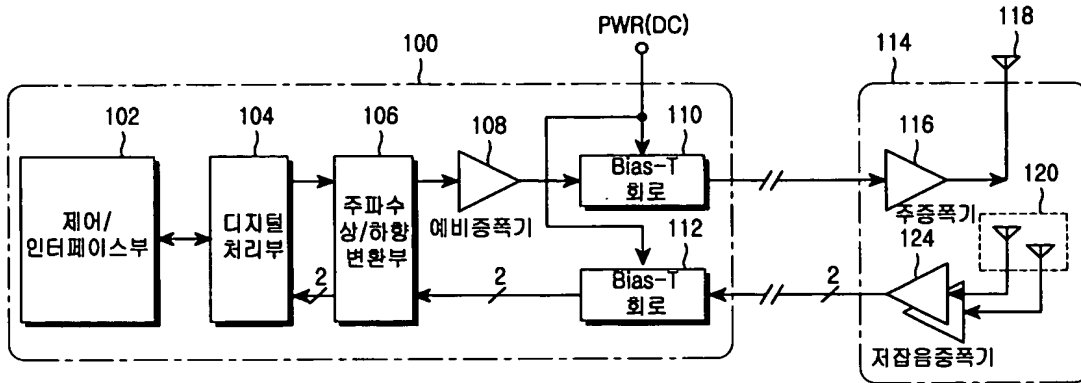 PWR(DC)
100
114
118
102
104
106
108
110
116
제어/
인터페이스부
디지털
처리부
주파수
상/하향
변환부
예비증폭기
Bias-T
회로
주증폭기
120
112
124
2
2
Bias-T
회로
2
저잡음증폭기